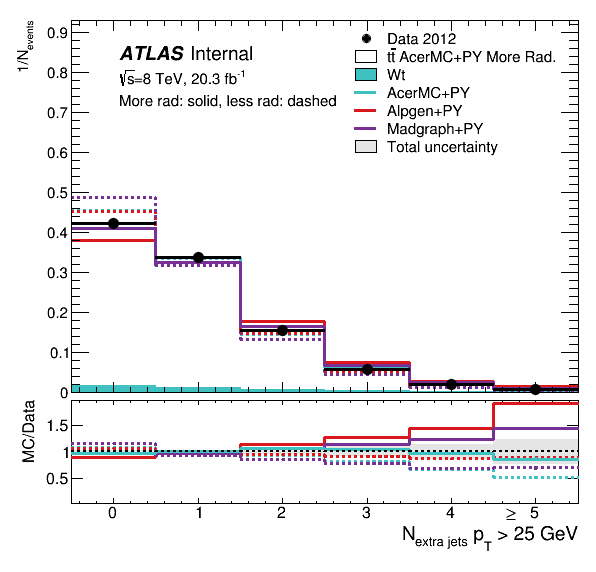 1/N_events
0.9
0.8
0.7
0.6
0.5
0.4
0.3
0.2
0.1
0
ATLAS Internal
√s=8 TeV, 20.3 fb⁻¹
More rad: solid, less rad: dashed
Data 2012
tt̄ AcerMC+PY More Rad.
Wt
AcerMC+PY
Alpgen+PY
Madgraph+PY
Total uncertainty
MC/Data
1.5
1
0.5
0 1 2 3 4 ≥ 5
N_extra jets p_T > 25 GeV